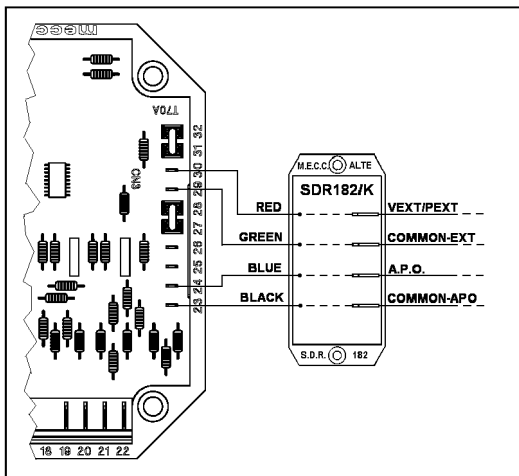 mecc
T70A
32
31
30
29
CN3
28
27
26
25
24
23
18 19 20 21 22
M.E.C.C. ALTE
SDR182/K
RED
VEXT/PEXT
GREEN
COMMON-EXT
BLUE
A.P.O.
BLACK
COMMON-APO
S.D.R. 182